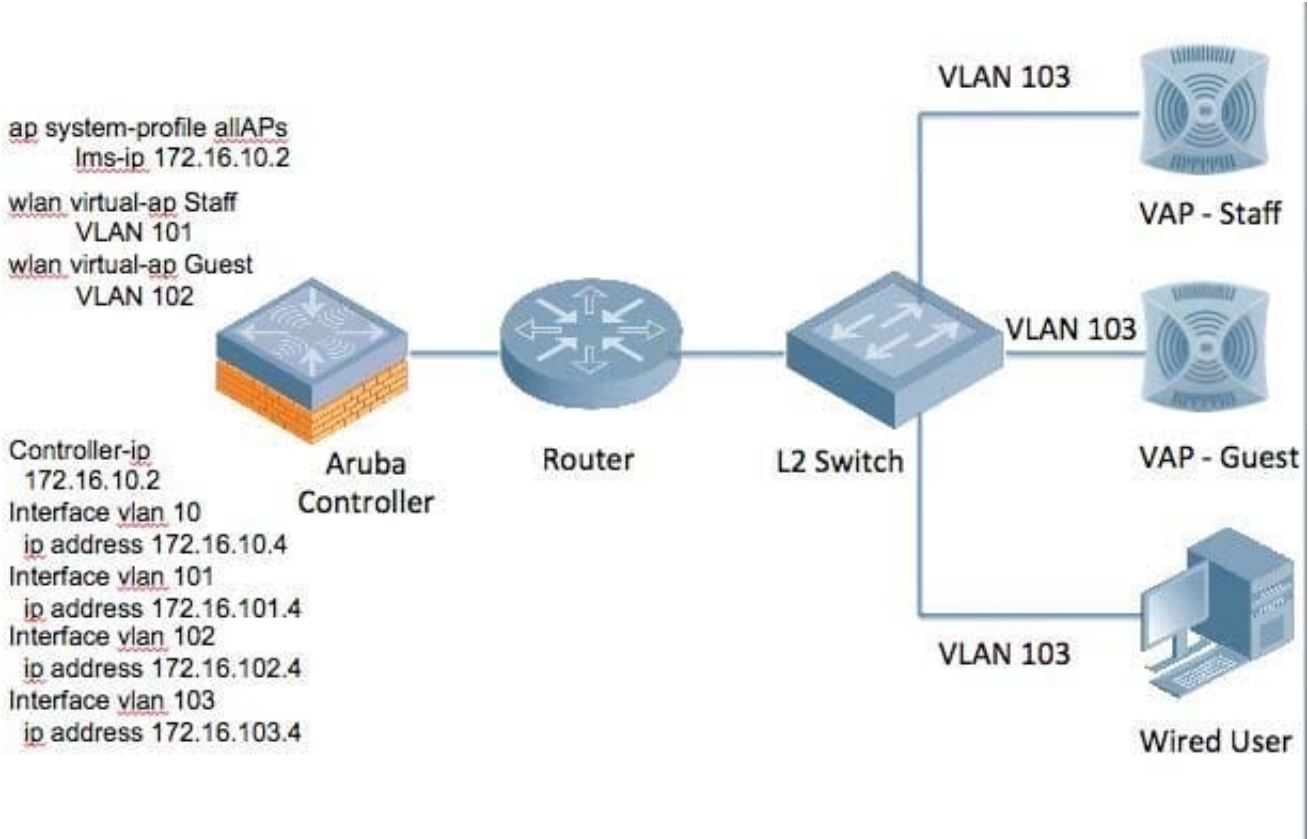 ap system-profile allAPs
lms-ip 172.16.10.2
wlan virtual-ap Staff
VLAN 101
wlan virtual-ap Guest
VLAN 102
Controller-ip
172.16.10.2
Interface vlan 10
ip address 172.16.10.4
Interface vlan 101
ip address 172.16.101.4
Interface vlan 102
ip address 172.16.102.4
Interface vlan 103
ip address 172.16.103.4
Aruba
Controller
Router
L2 Switch
VLAN 103
VAP - Staff
VLAN 103
VAP - Guest
VLAN 103
Wired User